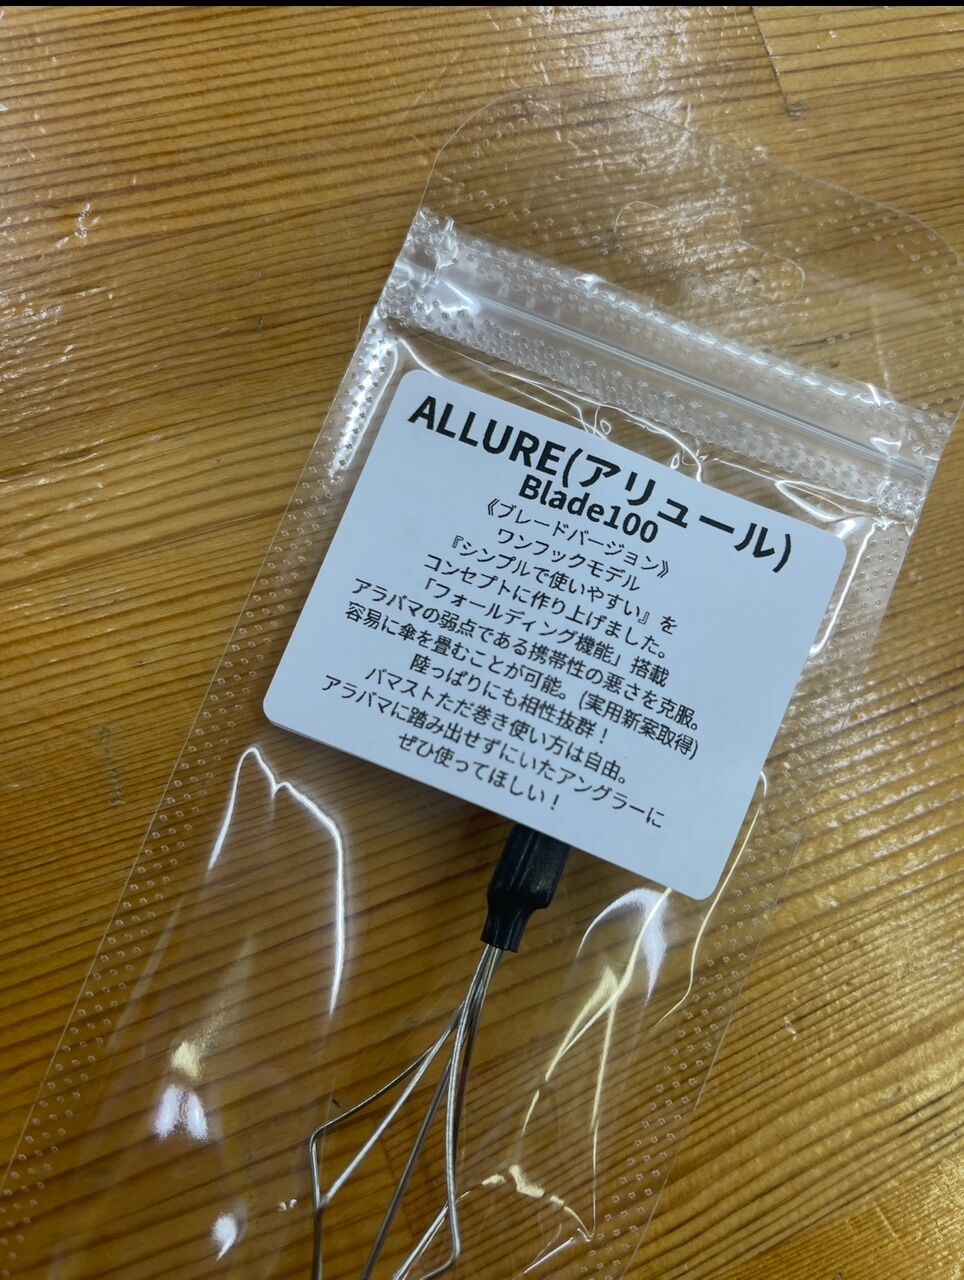 ALLURE(アリュール)
Blade100
《ブレードバージョン》
ワンフックモデル
『シンプルで使いやすい』を
コンセプトに作り上げました。
「フォールディング機能」搭載
アラバマの弱点である携帯性の悪さを克服。
容易に傘を畳むことが可能。(実用新案取得)
陸っぱりにも相性抜群！
バマストただ巻き使い方は自由。
アラバマに踏み出せずにいたアングラーに
ぜひ使ってほしい！